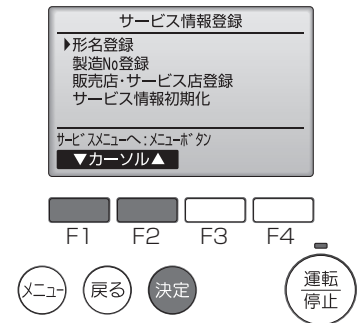 サービス情報登録
▶形名登録
製造No登録
販売店･サービス店登録
サービス情報初期化
ｻｰﾋﾞｽﾒﾆｭｰへ:ﾒﾆｭｰﾎﾞﾀﾝ
▼カーソル▲
F1 F2 F3 F4
メニュー 戻る 決定 運転
停止